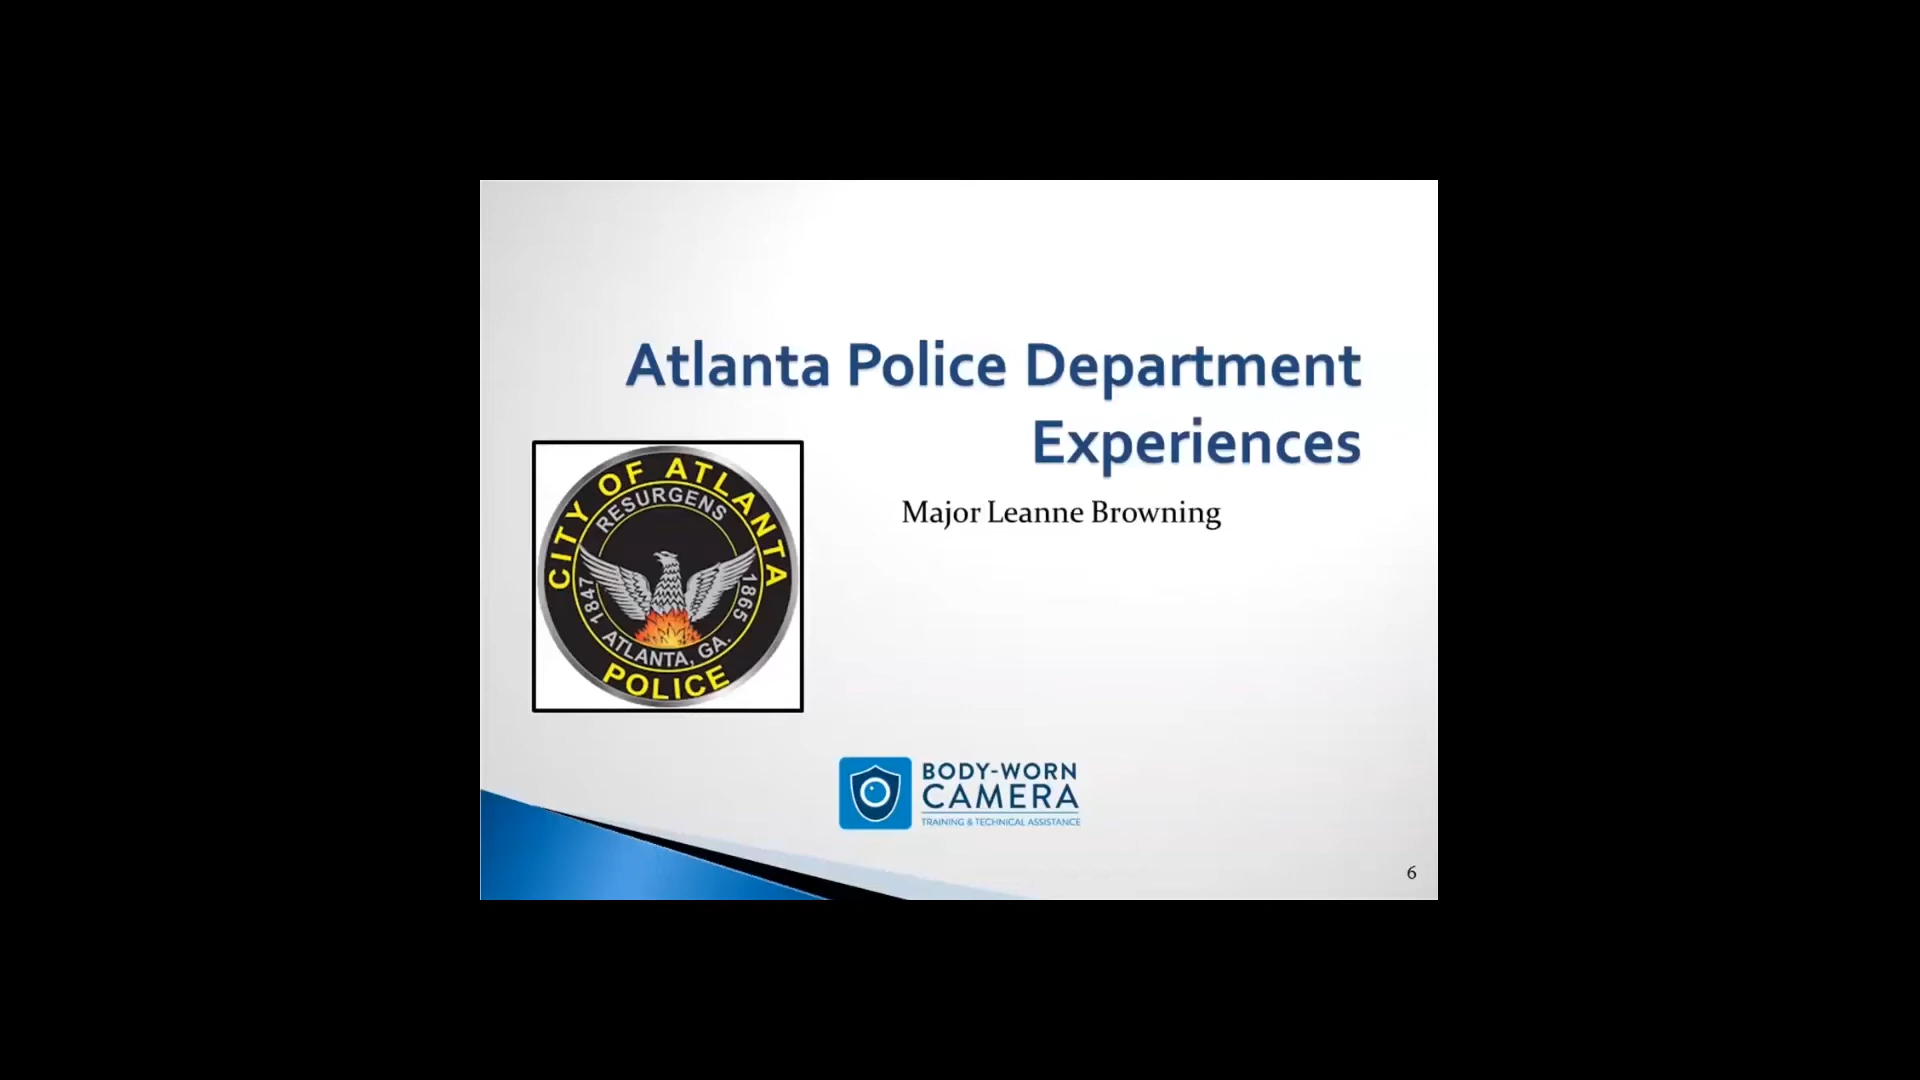 Atlanta Police Department
Experiences
Major Leanne Browning
CITY OF ATLANTA
RESURGENS
1847
1865
ATLANTA, GA.
POLICE
BODY-WORN
CAMERA
TRAINING & TECHNICAL ASSISTANCE
6